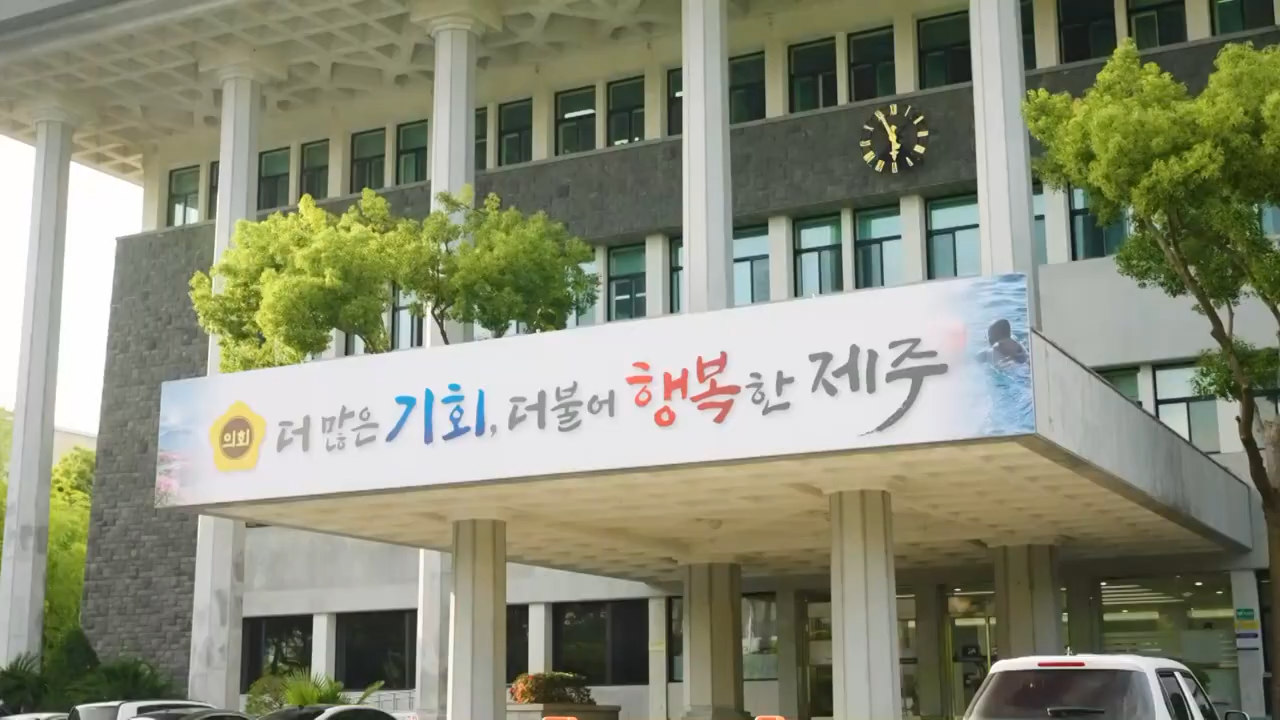 의회
더 많은 기회, 더불어 행복한 제주